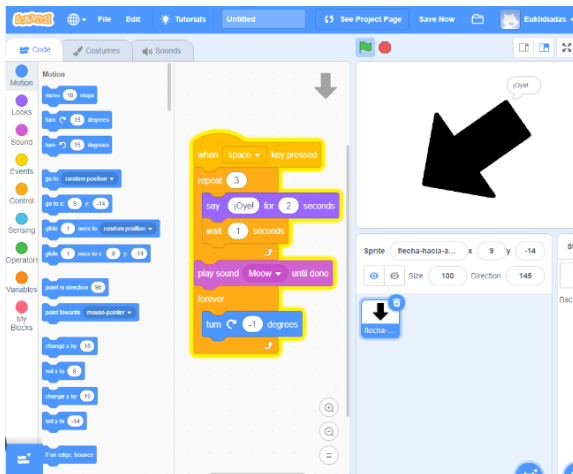 SCRATCH File Edit Tutorials Untitled See Project Page Save Now Euklidiadas
Code Costumes Sounds
Motion
Looks
Sound
Events
Control
Sensing
Operators
Variables
My Blocks
Motion
move 10 steps
turn 15 degrees
turn 15 degrees
go to random position
go to x: 9 y: -14
glide 1 secs to random position
glide 1 secs to x: 9 y: -14
point in direction 90
point towards mouse-pointer
change x by 10
set x to 9
change y by 10
set y to -14
if on edge, bounce
when space key pressed
repeat 3
say ¡Oye! for 2 seconds
wait 1 seconds
play sound Meow until done
forever
turn -1 degrees
¡Oye!
Sprite flecha-hacia-a... x 9 y -14
Size 100 Direction 145
flecha-...